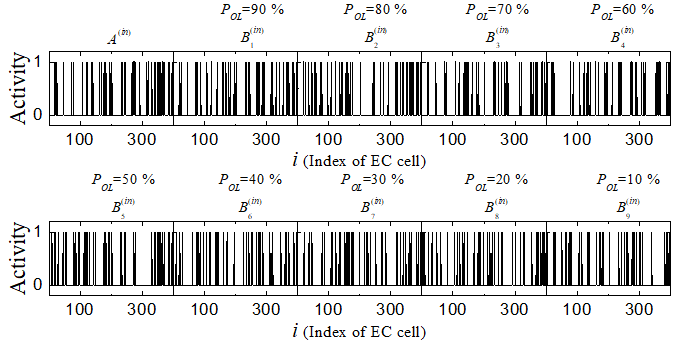 P_OL=90 % P_OL=80 % P_OL=70 % P_OL=60 %
A^(in) B_1^(in) B_2^(in) B_3^(in) B_4^(in)
Activity
1
0
100 300 100 300 100 300 100 300 100 300
i (Index of EC cell)
P_OL=50 % P_OL=40 % P_OL=30 % P_OL=20 % P_OL=10 %
B_5^(in) B_6^(in) B_7^(in) B_8^(in) B_9^(in)
Activity
1
0
100 300 100 300 100 300 100 300 100 300
i (Index of EC cell)